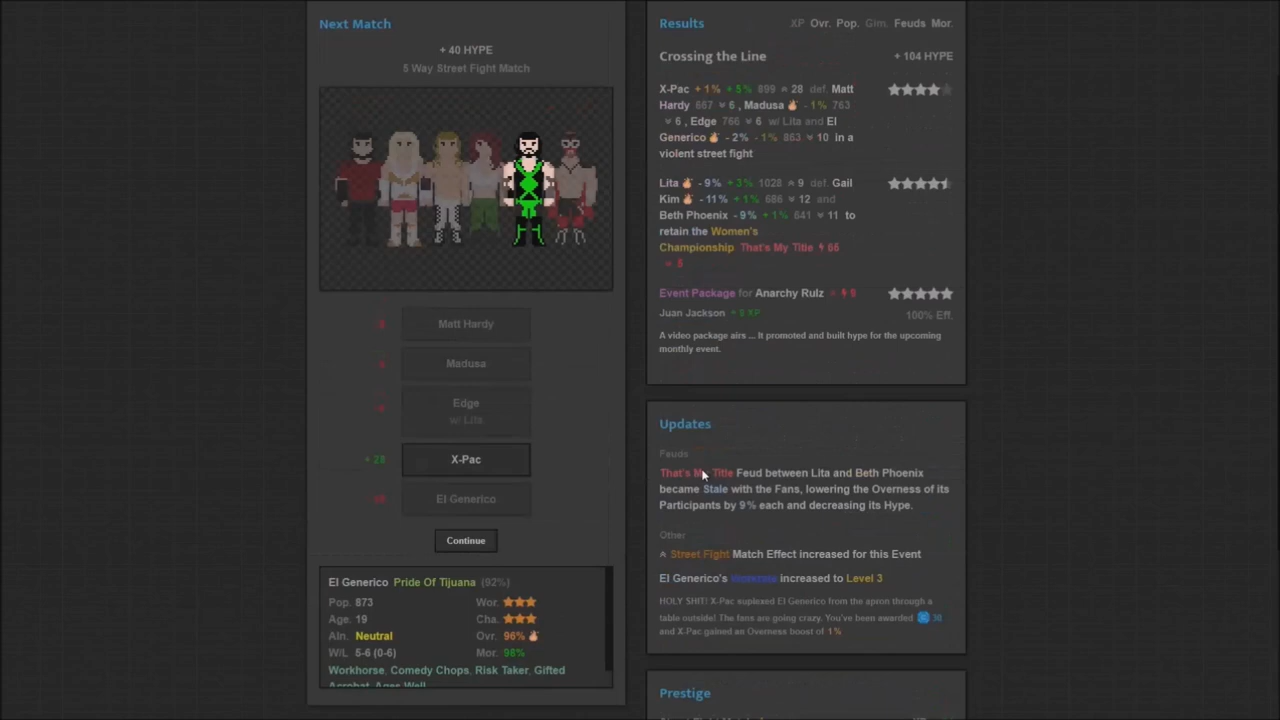 Next Match
+ 40 HYPE
5 Way Street Fight Match
Matt Hardy
Madusa
Edge
w/ Lita
+ 28 X-Pac
El Generico
Continue
El Generico Pride Of Tijuana (92%)
Pop. 873 Wor.
Age. 19 Cha.
Aln. Neutral Ovr. 96%
W/L 5-6 (0-6) Mor. 98%
Workhorse, Comedy Chops, Risk Taker, Gifted
Acrobat, Ages Well
Results XP Ovr. Pop. Gim. Feuds Mor.
Crossing the Line + 104 HYPE
X-Pac + 1% + 5% 899 28 def. Matt
Hardy 667 6 , Madusa - 1% 763
6 , Edge 766 6 w/ Lita and El
Generico - 2% - 1% 863 10 in a
violent street fight
Lita - 9% + 3% 1028 9 def. Gail
Kim - 11% + 1% 686 12 and
Beth Phoenix - 9% + 1% 641 11 to
retain the Women's
Championship That's My Title 66
5
Event Package for Anarchy Rulz 9
Juan Jackson + 8 XP 100% Eff.
A video package airs ... It promoted and built hype for the upcoming
monthly event.
Updates
Feuds
That's My Title Feud between Lita and Beth Phoenix
became Stale with the Fans, lowering the Overness of its
Participants by 9% each and decreasing its Hype.
Other
A Street Fight Match Effect increased for this Event
El Generico's increased to Level 3
HOLY SHIT! X-Pac suplexed El Generico from the apron through a
table outside! The fans are going crazy. You've been awarded 30
and X-Pac gained an Overness boost of 1%
Prestige